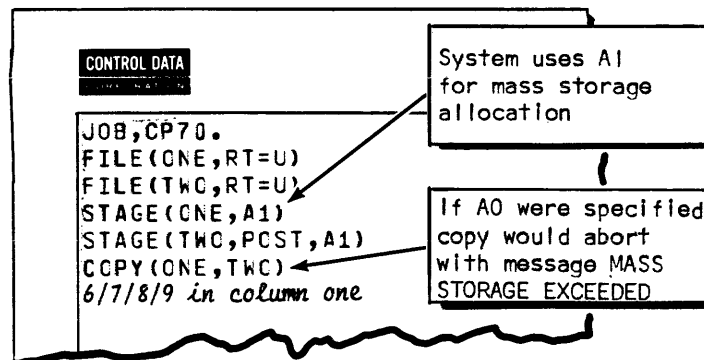 CONTROL DATA
CORPORATION
JOB,CP70.
FILE(ONE,RT=U)
FILE(TWO,RT=U)
STAGE(ONE,A1)
STAGE(TWO,POST,A1)
COPY(ONE,TWO)
6/7/8/9 in column one
System uses A1
for mass storage
allocation
If A0 were specified
copy would abort
with message MASS
STORAGE EXCEEDED